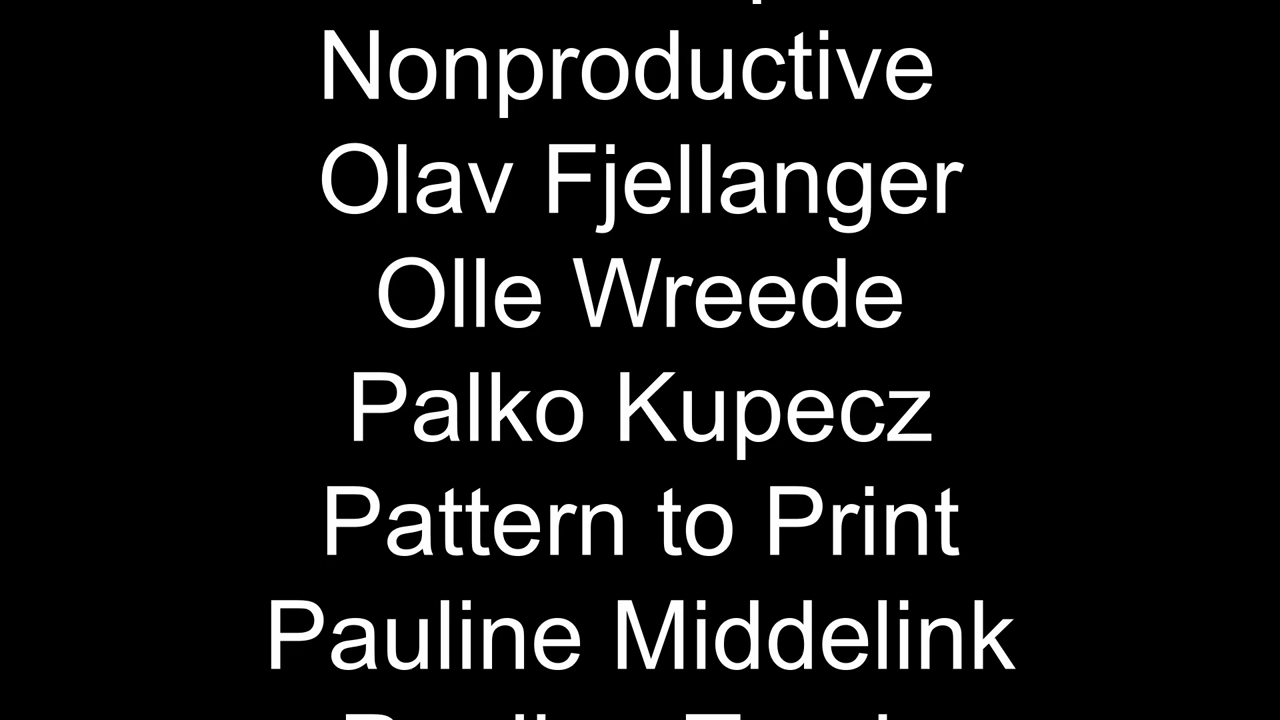 Nonproductive
Olav Fjellanger
Olle Wreede
Palko Kupecz
Pattern to Print
Pauline Middelink